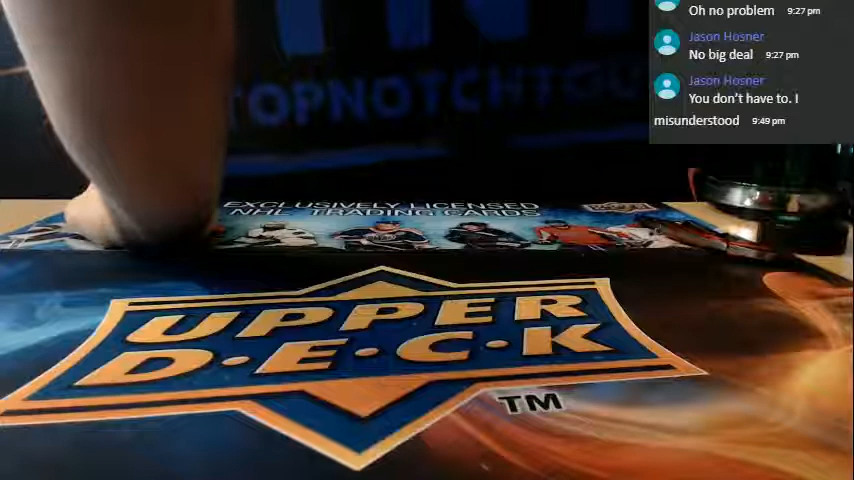 Oh no problem 9:27 pm
Jason Hosner
No big deal 9:27 pm
Jason Hosner
You don't have to. I
misunderstood 9:49 pm
TOPNOTCHT
EXCLUSIVELY LICENSED
NHL TRADING CARDS
UPPER
D·E·C·K
TM